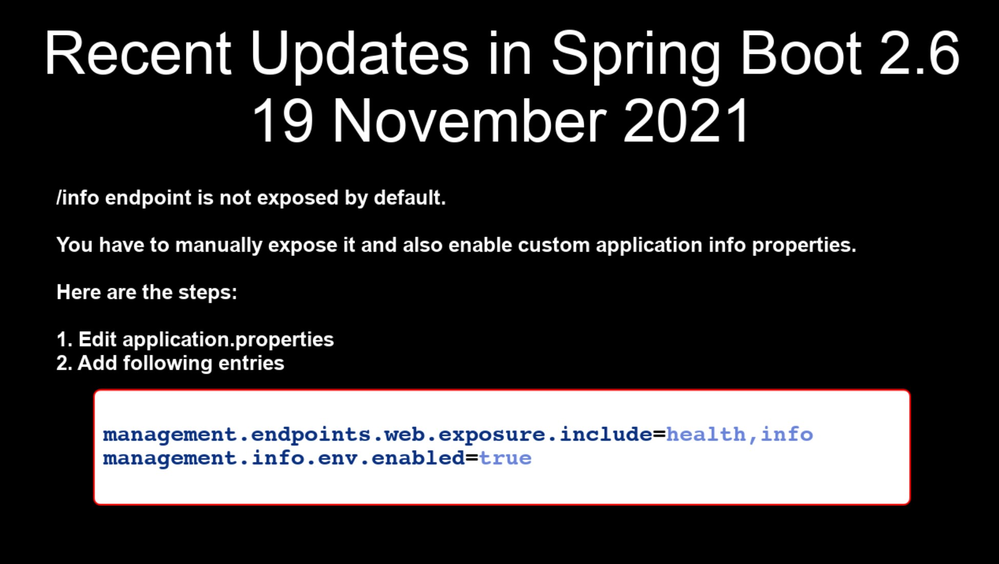 Recent Updates in Spring Boot 2.6
19 November 2021
/info endpoint is not exposed by default.
You have to manually expose it and also enable custom application info properties.
Here are the steps:
1. Edit application.properties
2. Add following entries
management.endpoints.web.exposure.include=health,info
management.info.env.enabled=true